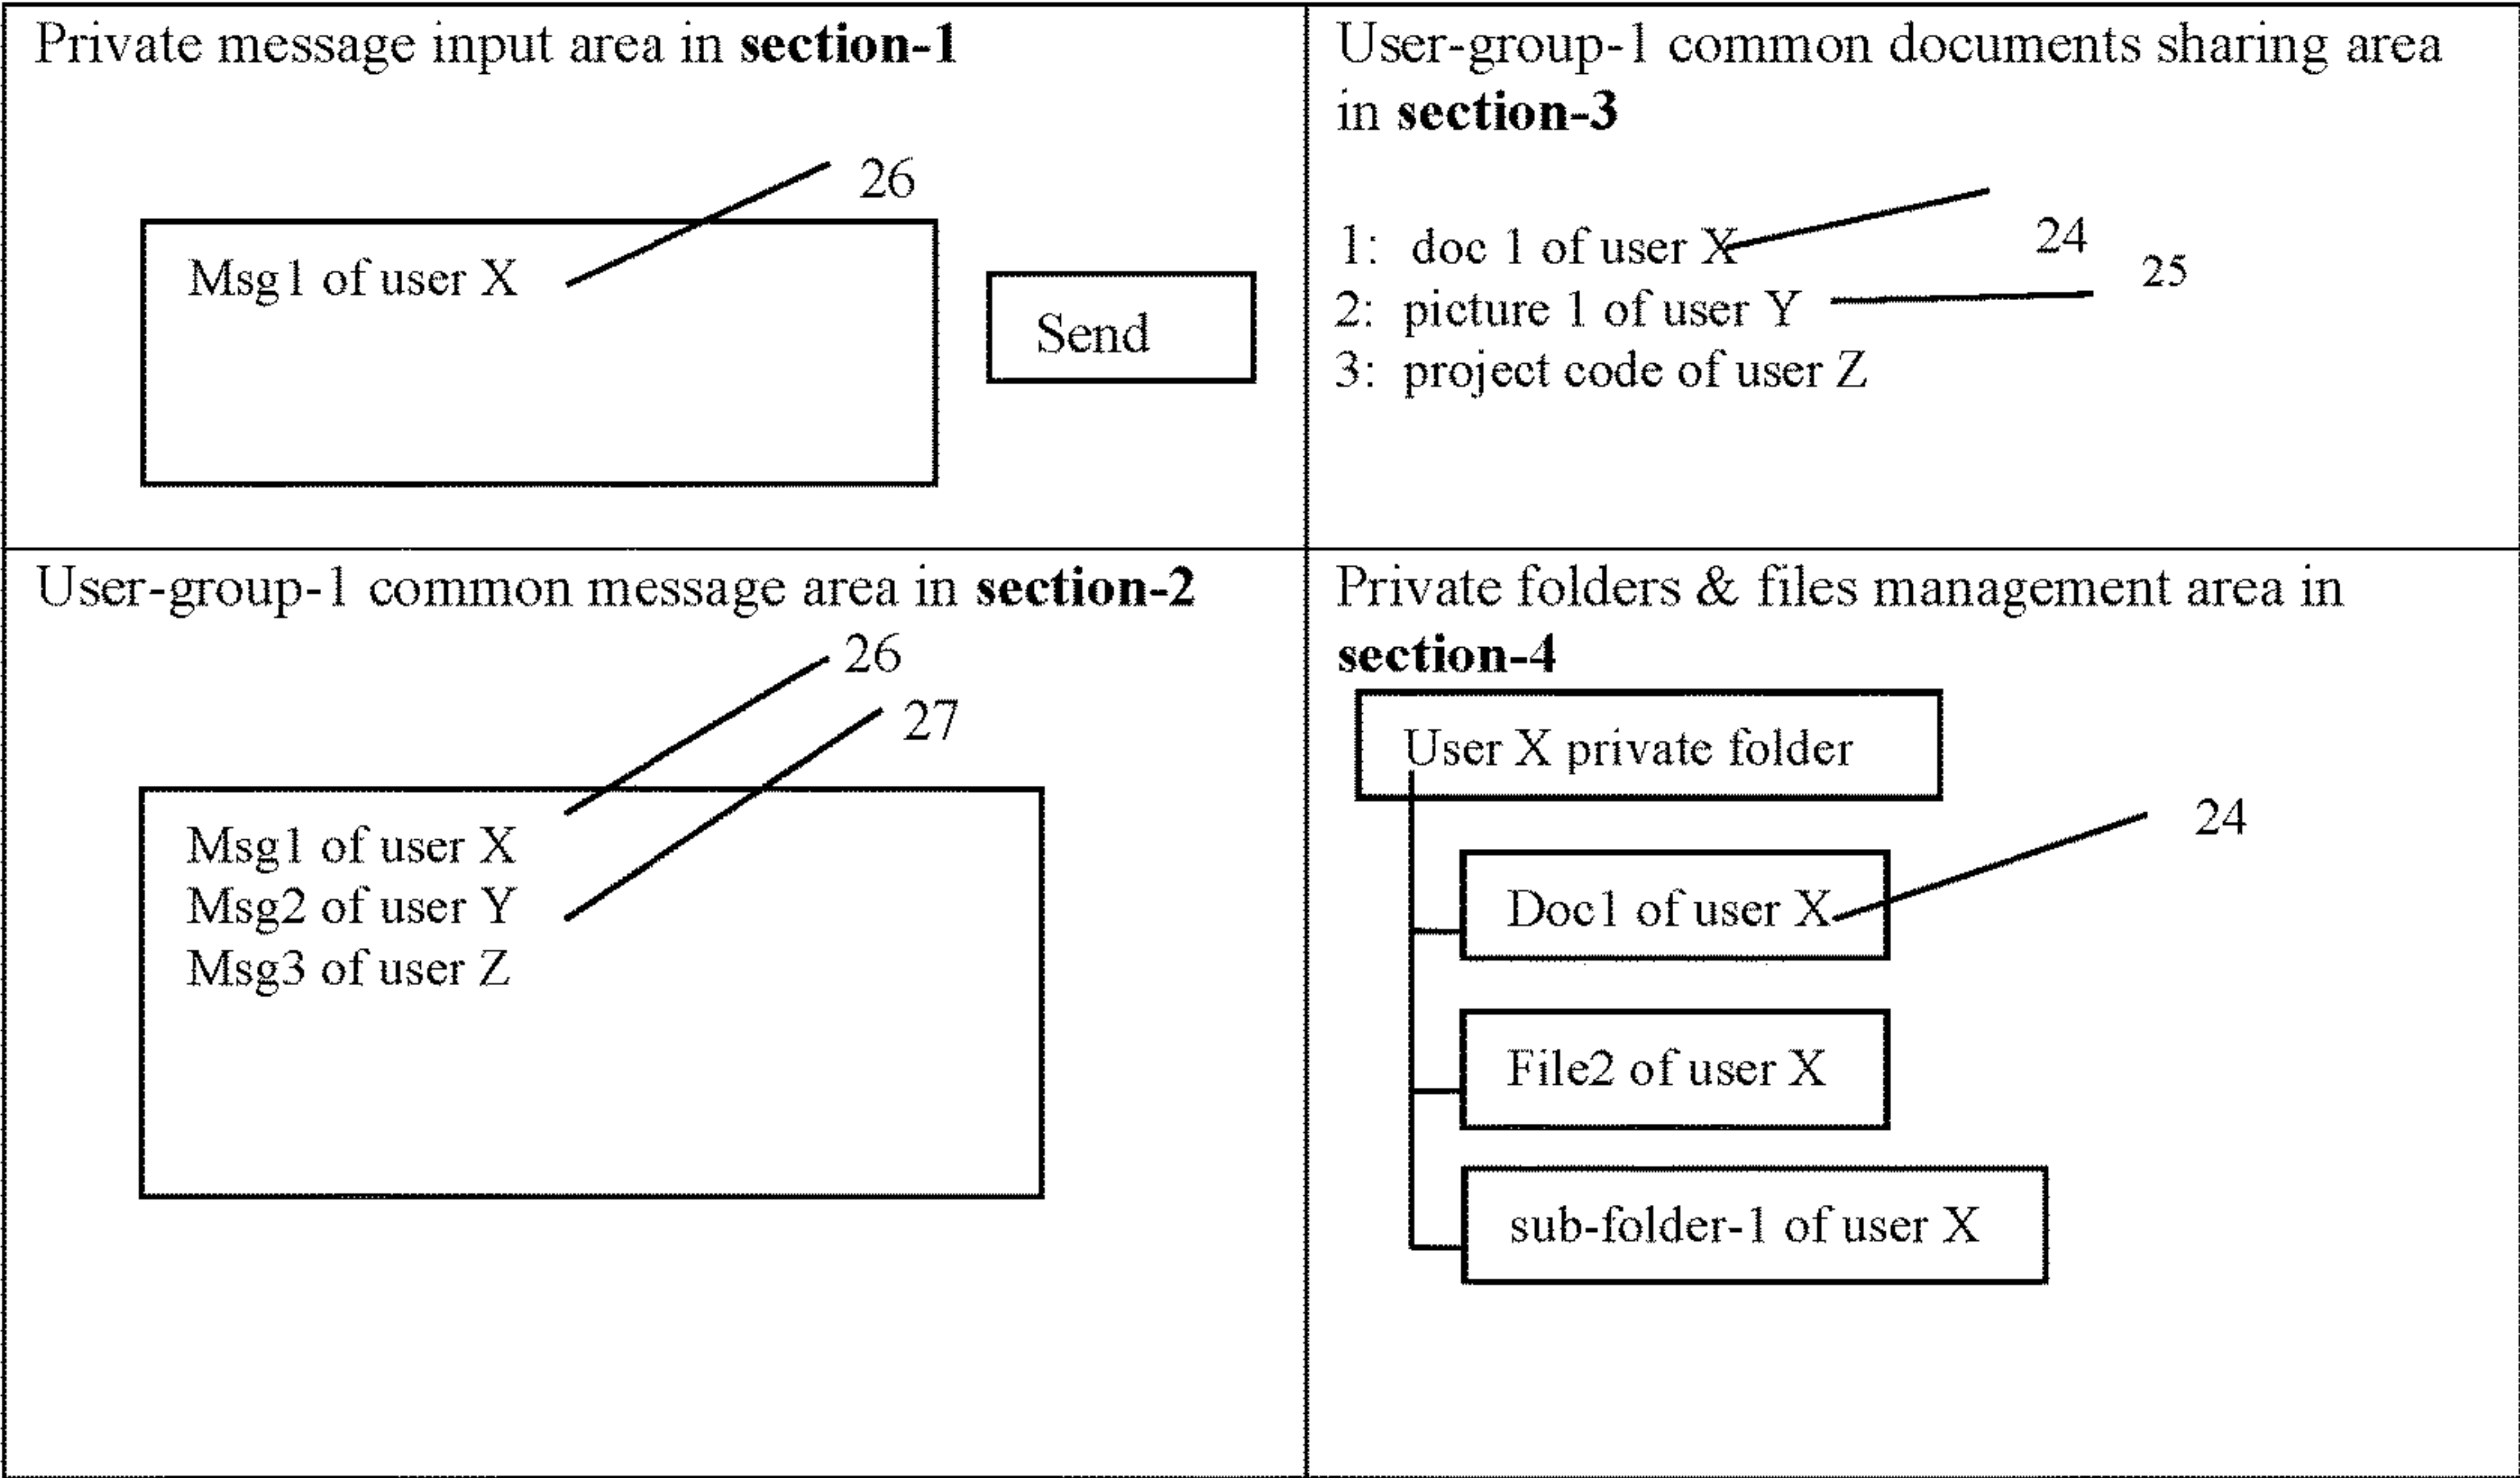 Private message input area in section-1
26
Msg1 of user X
Send
User-group-1 common documents sharing area
in section-3
24
1: doc 1 of user X
25
2: picture 1 of user Y
3: project code of user Z
User-group-1 common message area in section-2
26
27
Msg1 of user X
Msg2 of user Y
Msg3 of user Z
Private folders & files management area in
section-4
User X private folder
24
Doc1 of user X
File2 of user X
sub-folder-1 of user X